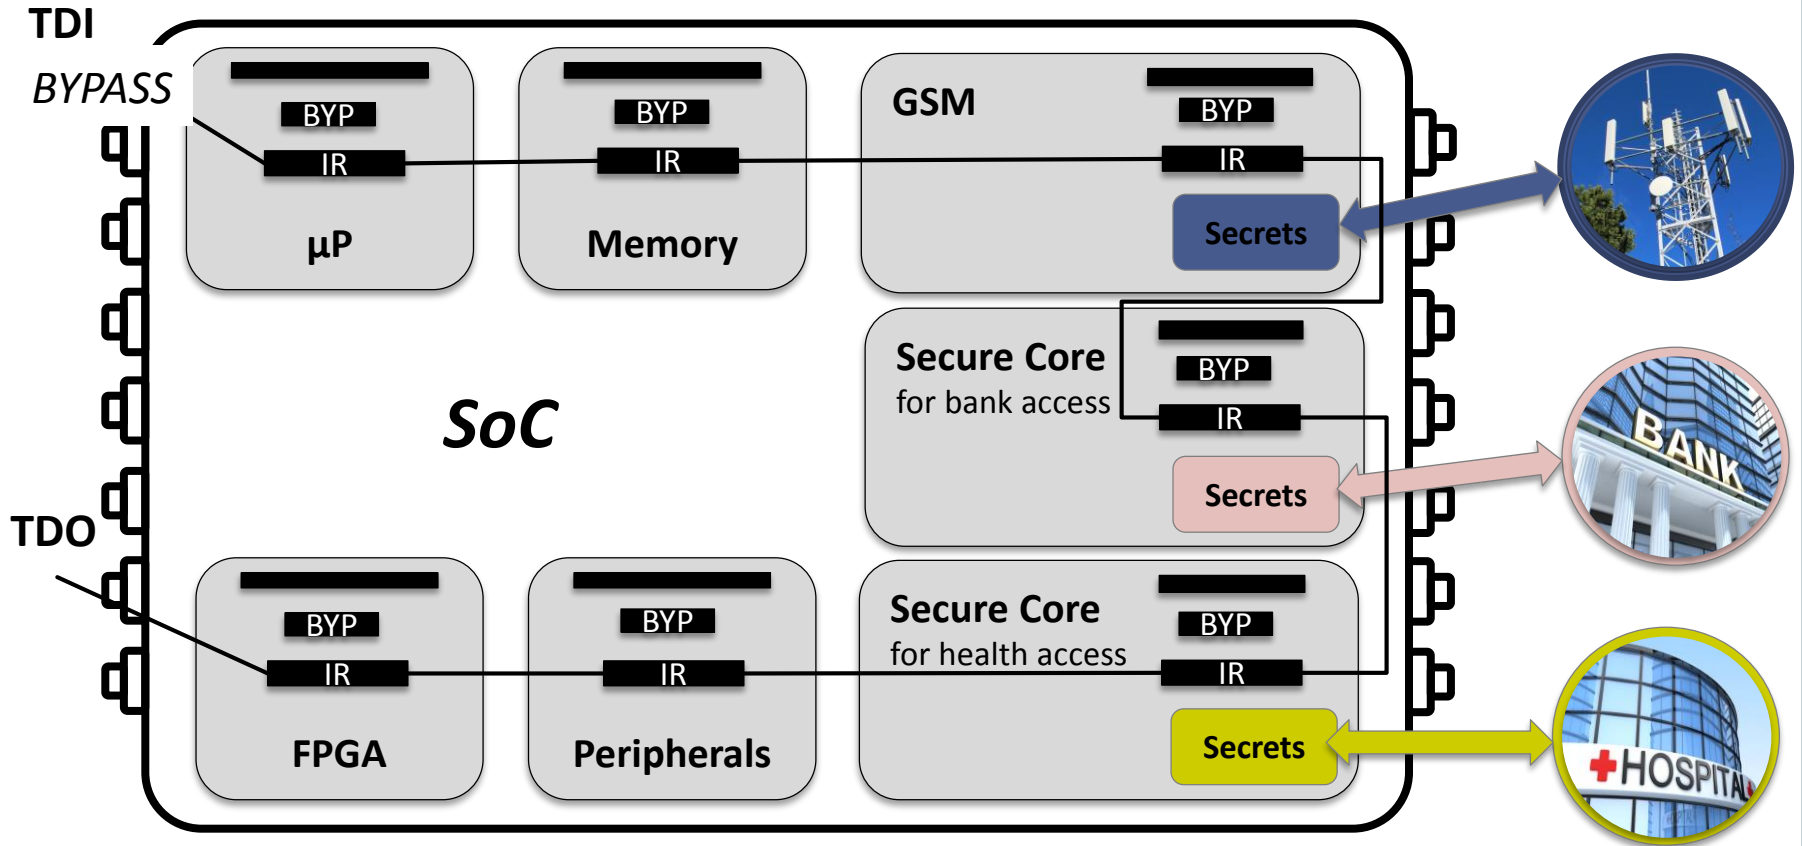 TDI
BYPASS
BYP
IR
µP
BYP
IR
Memory
GSM
BYP
IR
Secrets
Secure Core
for bank access
BYP
IR
Secrets
BANK
SoC
TDO
BYP
IR
FPGA
BYP
IR
Peripherals
Secure Core
for health access
BYP
IR
Secrets
HOSPITAL